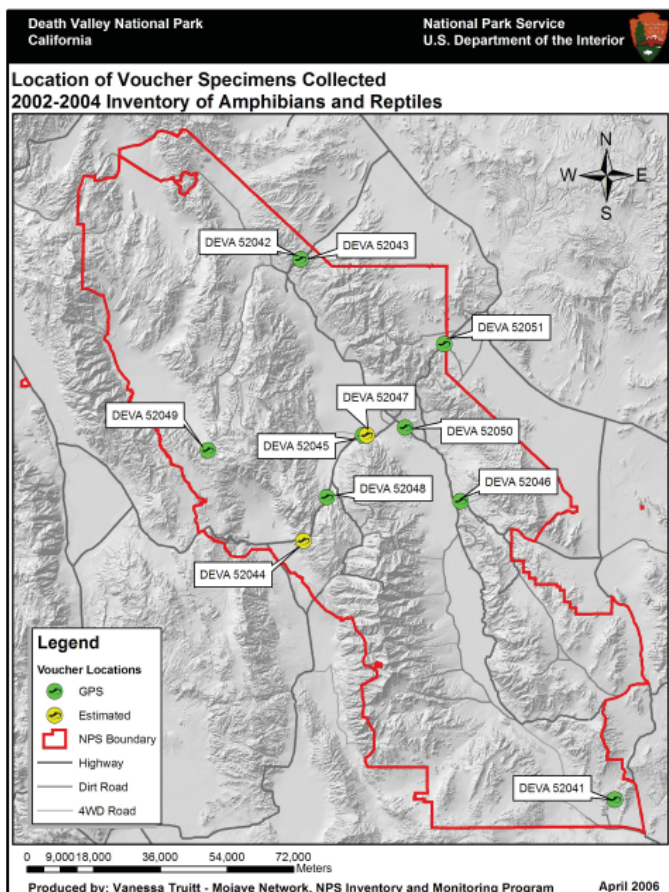 Death Valley National Park
California
National Park Service
U.S. Department of the Interior
Location of Voucher Specimens Collected
2002-2004 Inventory of Amphibians and Reptiles
N
W E
S
DEVA 52042 DEVA 52043
DEVA 52051
DEVA 52047
DEVA 52049
DEVA 52045
DEVA 52050
DEVA 52048
DEVA 52046
DEVA 52044
DEVA 52041
Legend
Voucher Locations
GPS
Estimated
NPS Boundary
Highway
Dirt Road
4WD Road
0 9,000 18,000 36,000 54,000 72,000
Meters
Produced by: Vanessa Truitt - Mojave Network, NPS Inventory and Monitoring Program April 2006